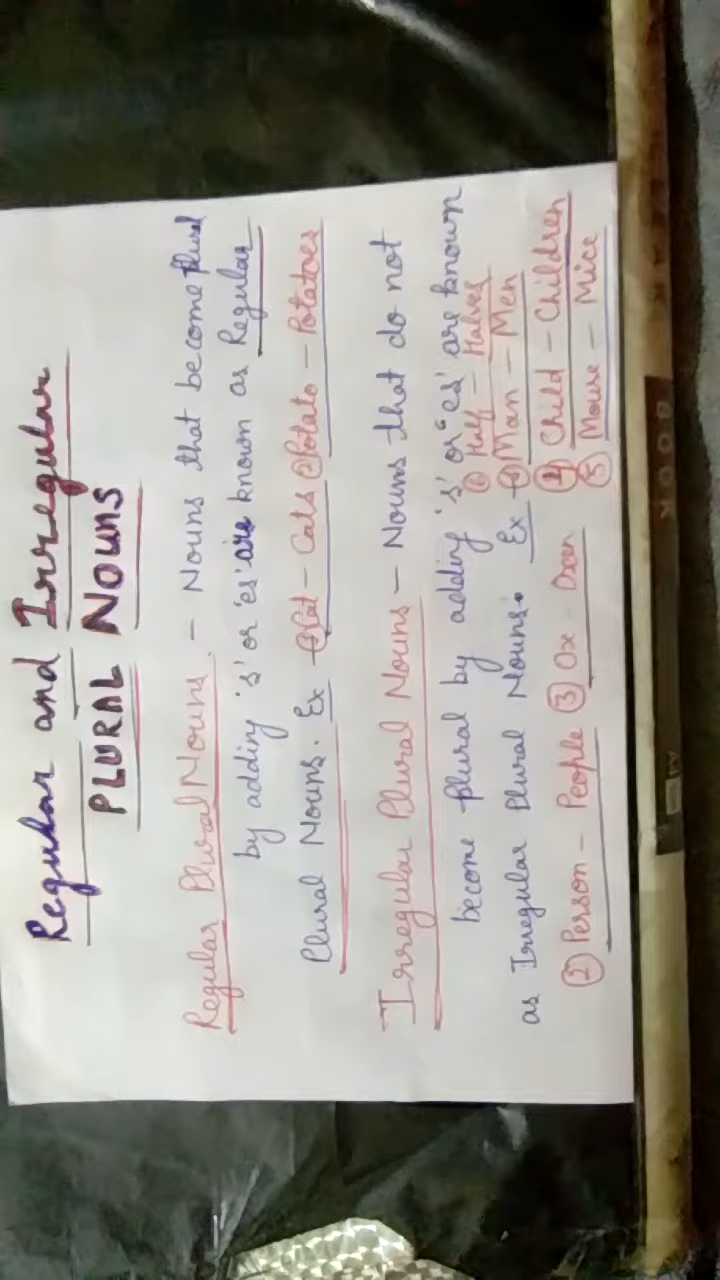 Regular and Irregular
PLURAL NOUNS
Regular Plural Nouns - Nouns that become plural
by adding 's' or 'es' are known as Regular
Plural Nouns. Ex - ① Cat - Cats ② Potato - Potatoes
Irregular Plural Nouns - Nouns that do not
become plural by adding 's' or "es' are known
⑥ Half - Halves
as Irregular Plural Nouns. Ex - ① Man - Men
② Person - People ③ Ox - Oxen ④ Child - Children
⑤ Mouse - Mice